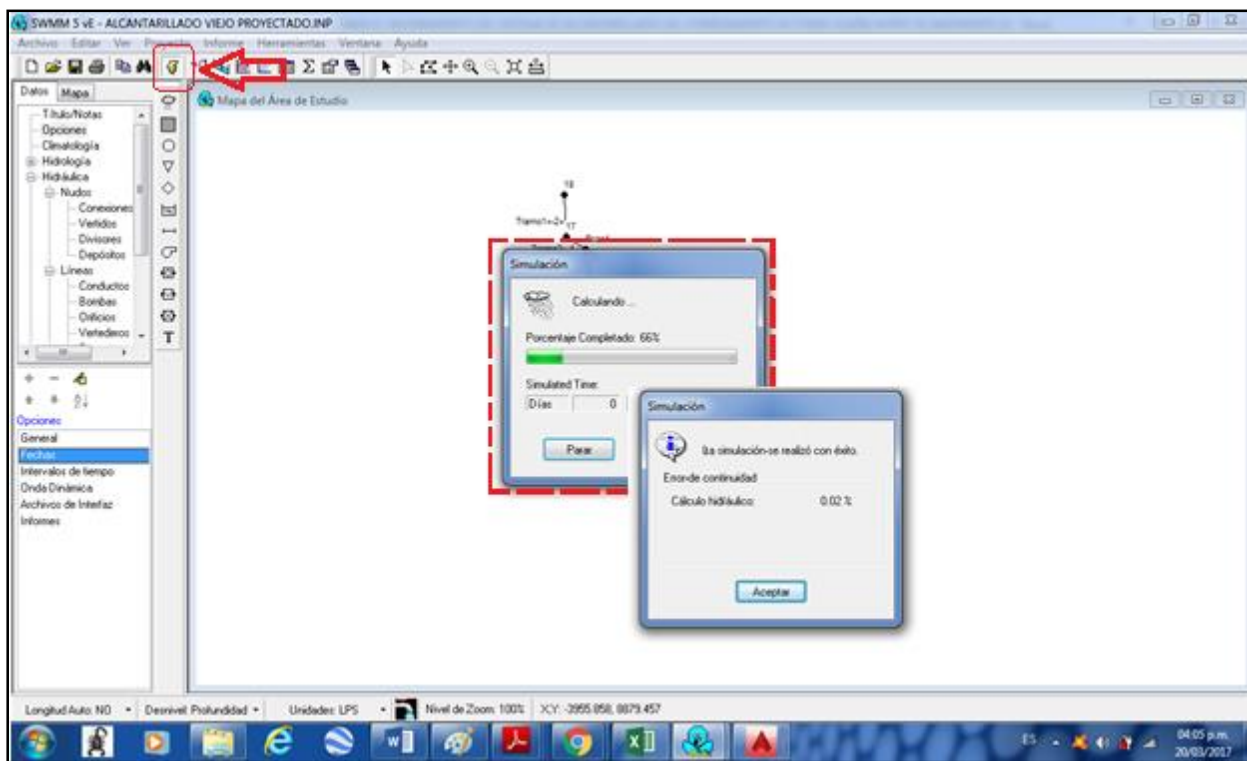 SWMM 5 vE - ALCANTARILLADO VIEJO PROYECTADO.INP
Archivo Editar Ver Proyecto Informe Herramientas Ventana Ayuda
Datos Mapa
Mapa del Área de Estudio
Título/Notas
Opciones
Climatología
Hidrología
Hidráulica
Nudos
Conexiones
Vertidos
Divisores
Depósitos
Líneas
Conductos
Bombas
Orificios
Vertederos
T
Opciones
General
Fechas
Intervalos de tiempo
Onda Dinámica
Archivos de Interfaz
Informes
18
17
Simulación
Calculando ...
Porcentaje Completado: 66%
Simulated Time:
Días 0
Parar
Simulación
La simulación se realizó con éxito.
Error de continuidad
Cálculo hidráulico: 0.02 %
Aceptar
Longitud Auto: NO Desnivel: Profundidad Unidades: LPS Nivel de Zoom: 100% X,Y: -3955.858, 8879.457
ES 04:05 p.m.
20/03/2017